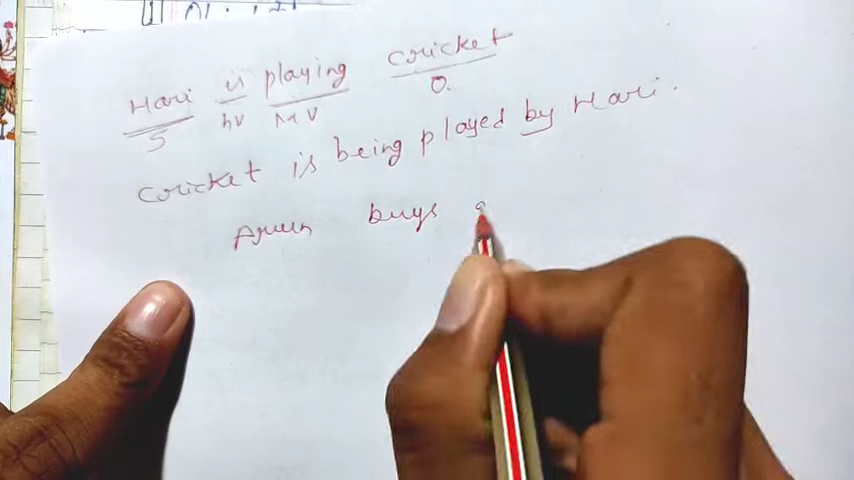 Hari is playing cricket
S hv MV O.
cricket is being played by Hari.
Arun buys a